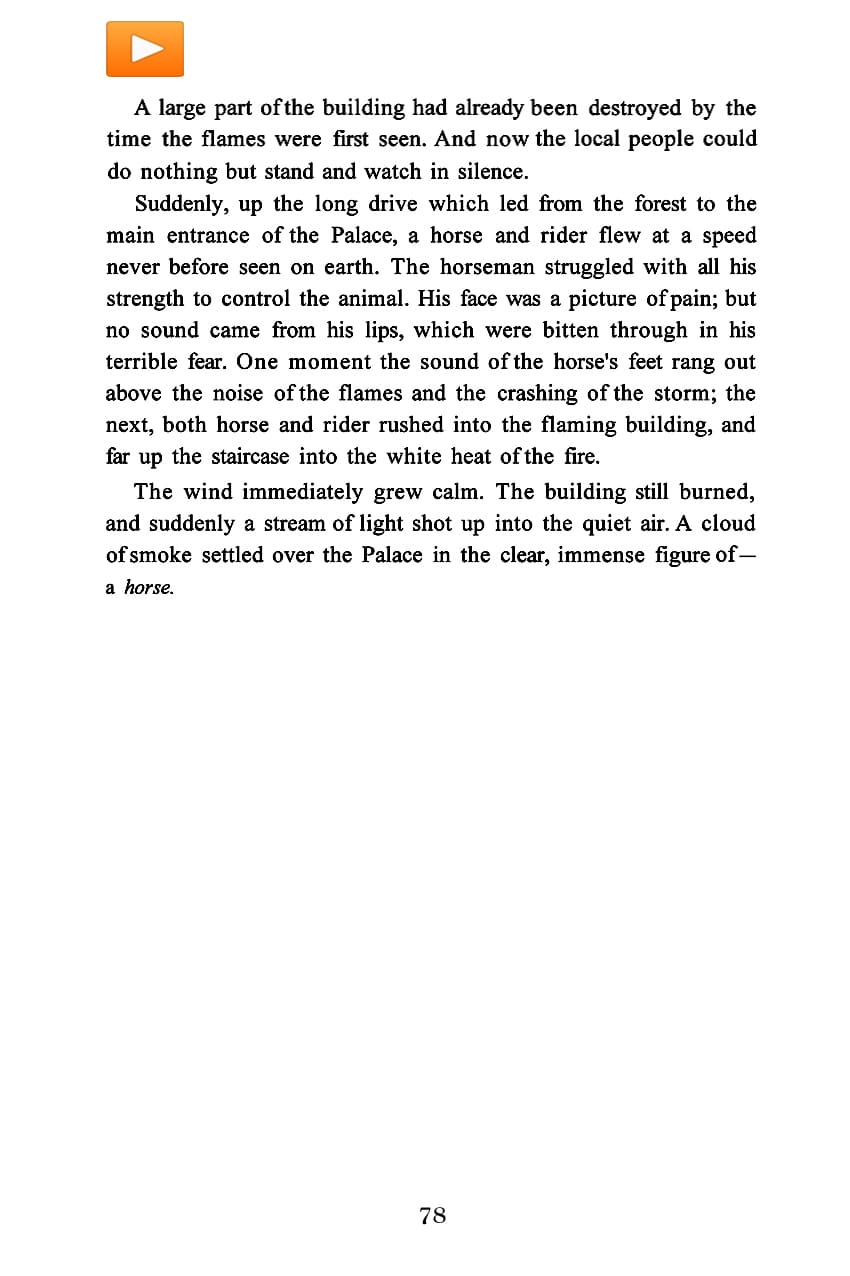 A large part of the building had already been destroyed by the
time the flames were first seen. And now the local people could
do nothing but stand and watch in silence.
Suddenly, up the long drive which led from the forest to the
main entrance of the Palace, a horse and rider flew at a speed
never before seen on earth. The horseman struggled with all his
strength to control the animal. His face was a picture of pain; but
no sound came from his lips, which were bitten through in his
terrible fear. One moment the sound of the horse's feet rang out
above the noise of the flames and the crashing of the storm; the
next, both horse and rider rushed into the flaming building, and
far up the staircase into the white heat of the fire.
The wind immediately grew calm. The building still burned,
and suddenly a stream of light shot up into the quiet air. A cloud
of smoke settled over the Palace in the clear, immense figure of—
a horse.
78